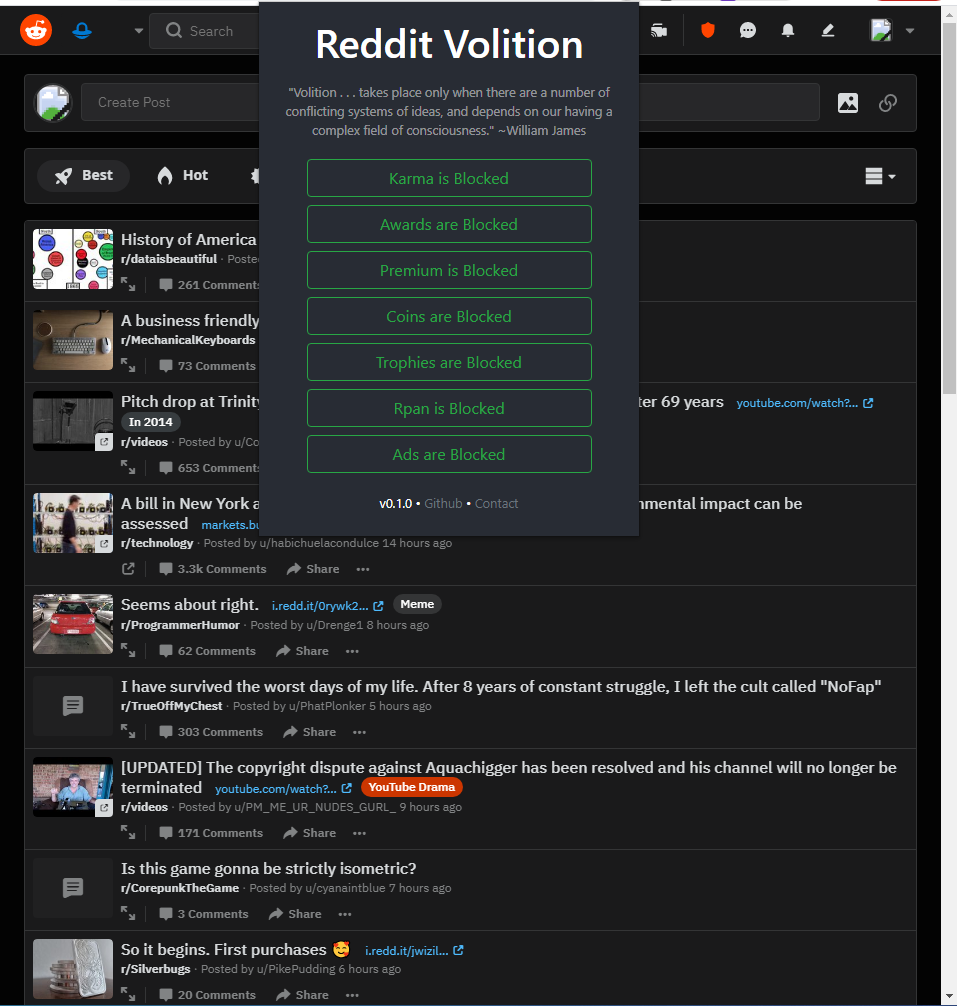 Search
Reddit Volition
"Volition . . . takes place only when there are a number of
conflicting systems of ideas, and depends on our having a
complex field of consciousness." ~William James
Karma is Blocked
Awards are Blocked
Premium is Blocked
Coins are Blocked
Trophies are Blocked
Rpan is Blocked
Ads are Blocked
v0.1.0 • Github • Contact
Create Post
Best Hot
History of America
r/dataisbeautiful · Poste
261 Comments
A business friendly
r/MechanicalKeyboards
73 Comments
Pitch drop at Trinity ter 69 years youtube.com/watch?...
In 2014
r/videos · Posted by u/Co
653 Comments
A bill in New York a nmental impact can be
assessed markets.bu
r/technology · Posted by u/habichuelacondulce 14 hours ago
3.3k Comments Share
Seems about right. i.redd.it/0rywk2... Meme
r/ProgrammerHumor · Posted by u/Drenge1 8 hours ago
62 Comments Share
I have survived the worst days of my life. After 8 years of constant struggle, I left the cult called "NoFap"
r/TrueOffMyChest · Posted by u/PhatPlonker 5 hours ago
303 Comments Share
[UPDATED] The copyright dispute against Aquachigger has been resolved and his channel will no longer be
terminated youtube.com/watch?... YouTube Drama
r/videos · Posted by u/PM_ME_UR_NUDES_GURL_ 9 hours ago
171 Comments Share
Is this game gonna be strictly isometric?
r/CorepunkTheGame · Posted by u/cyanaintblue 7 hours ago
3 Comments Share
So it begins. First purchases 🥰 i.redd.it/jwizil...
r/Silverbugs · Posted by u/PikePudding 6 hours ago
20 Comments Share